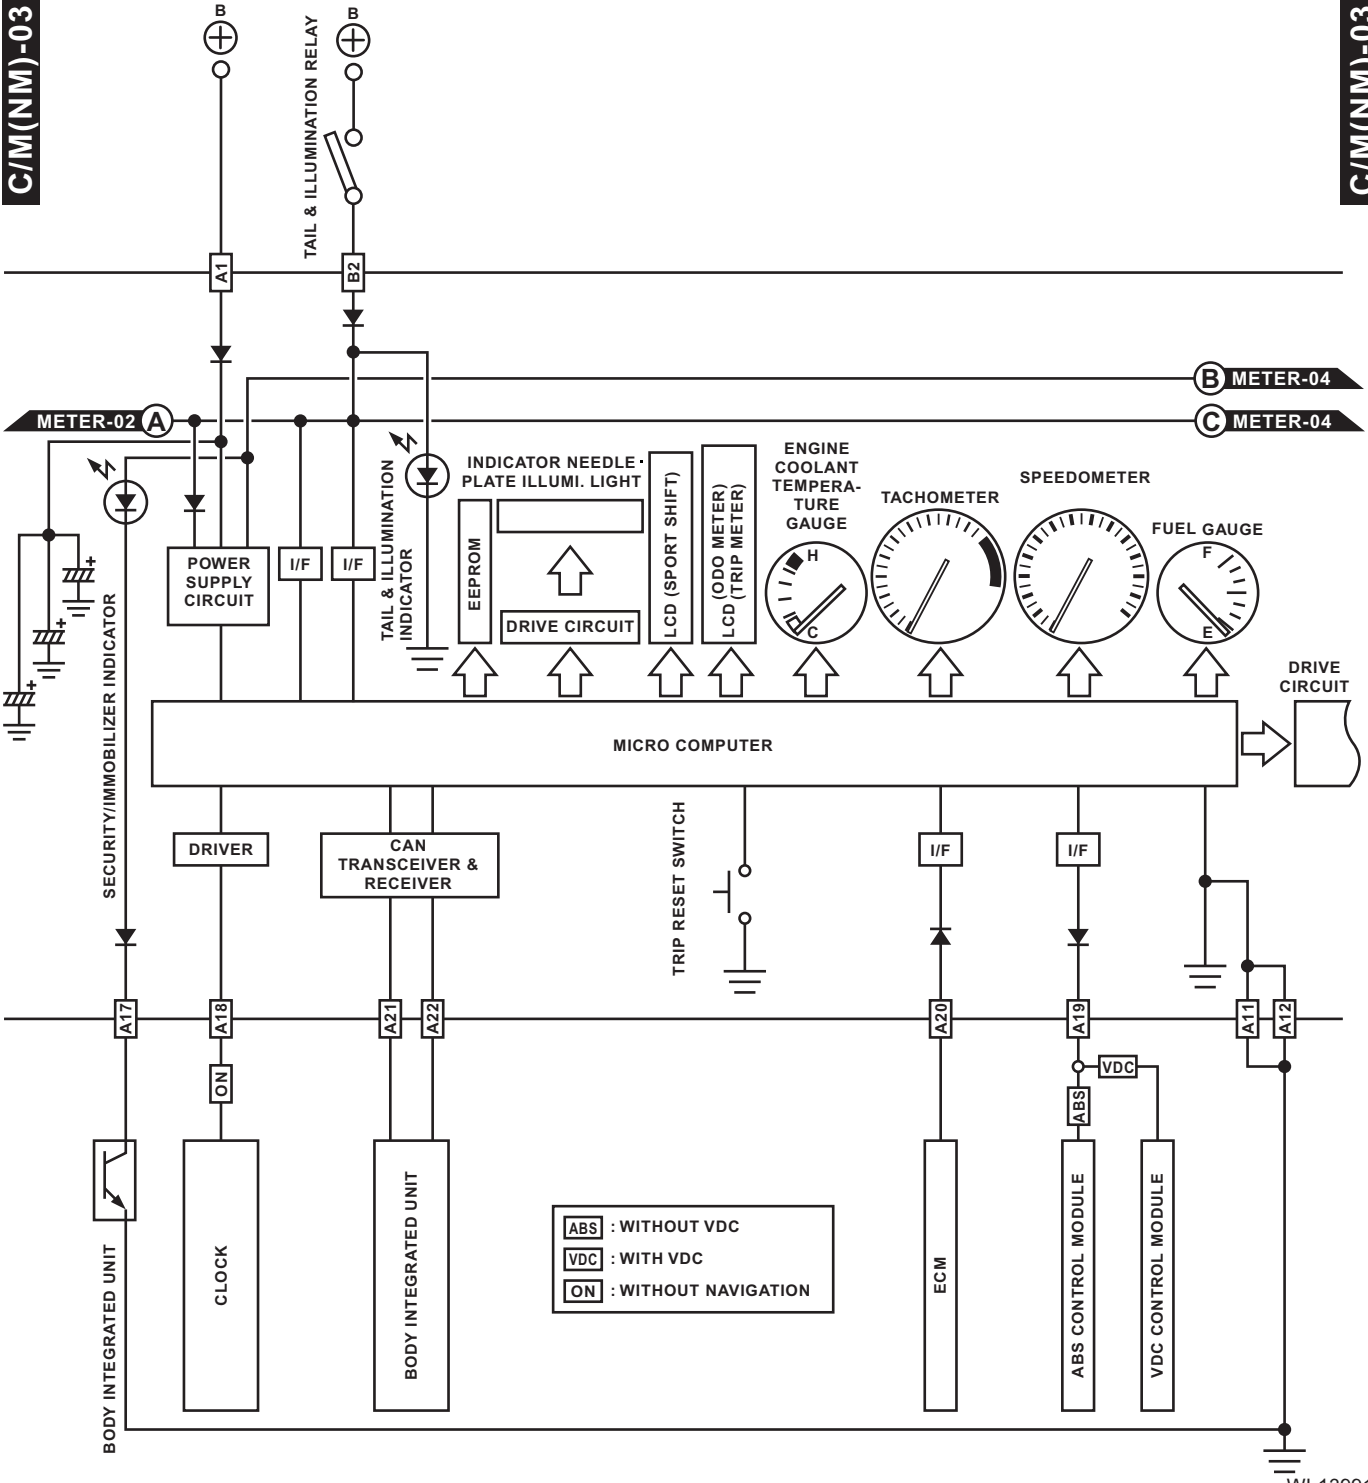 C/M(NM)-03
C/M(NM)-03
B
B
TAIL & ILLUMINATION RELAY
A1
B2
B METER-04
METER-02 A
C METER-04
SECURITY/IMMOBILIZER INDICATOR
POWER
SUPPLY
CIRCUIT
I/F
I/F
TAIL & ILLUMINATION
INDICATOR
INDICATOR NEEDLE·
PLATE ILLUMI. LIGHT
EEPROM
DRIVE CIRCUIT
LCD (SPORT SHIFT)
LCD (ODO METER)
(TRIP METER)
ENGINE
COOLANT
TEMPERA-
TURE
GAUGE
H
C
TACHOMETER
SPEEDOMETER
FUEL GAUGE
F
E
DRIVE
CIRCUIT
MICRO COMPUTER
DRIVER
CAN
TRANSCEIVER &
RECEIVER
TRIP RESET SWITCH
I/F
I/F
+
+
+
A17
A18
A21
A22
A20
A19
A11
A12
ON
VDC
ABS
BODY INTEGRATED UNIT
CLOCK
BODY INTEGRATED UNIT
ABS : WITHOUT VDC
VDC : WITH VDC
ON : WITHOUT NAVIGATION
ECM
ABS CONTROL MODULE
VDC CONTROL MODULE